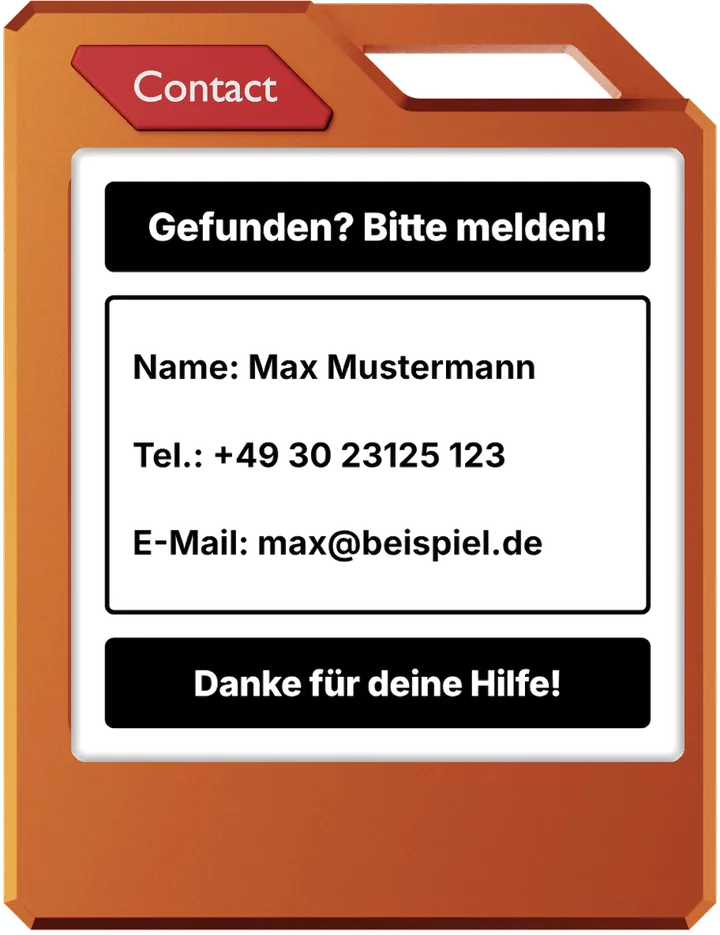 Contact
Gefunden? Bitte melden!
Name: Max Mustermann
Tel.: +49 30 23125 123
E-Mail: max@beispiel.de
Danke für deine Hilfe!